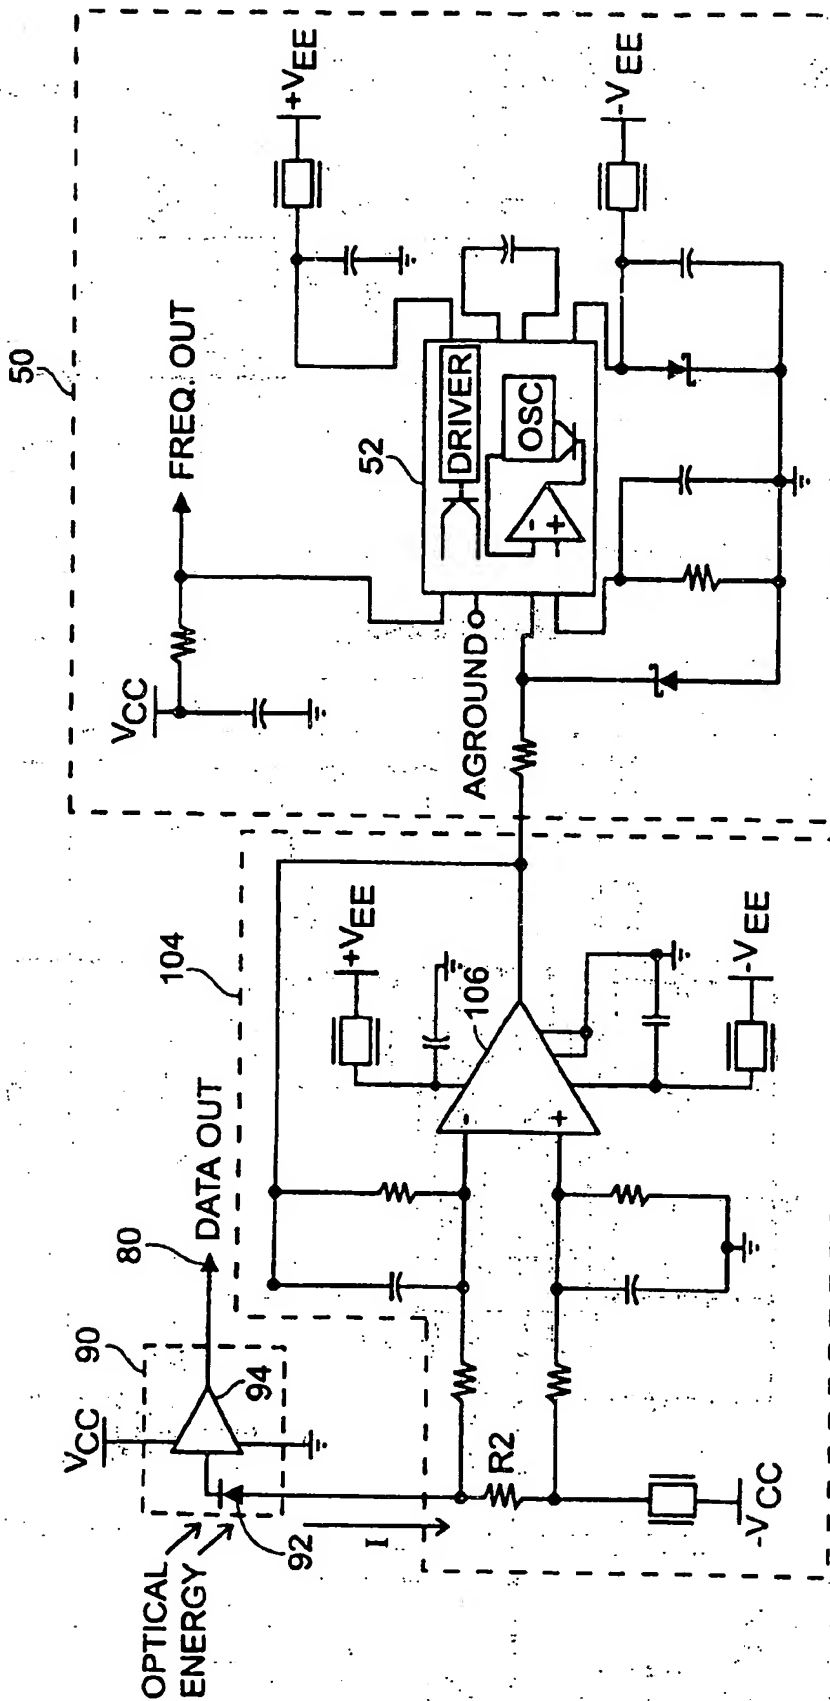 50
VCC
FREQ. OUT
+VEE
52
DRIVER
OSC
-
+
AGROUND
-VEE
104
+VEE
106
-
+
-VEE
80
DATA OUT
90
VCC
94
OPTICAL
ENERGY
92
I
R2
-VCC